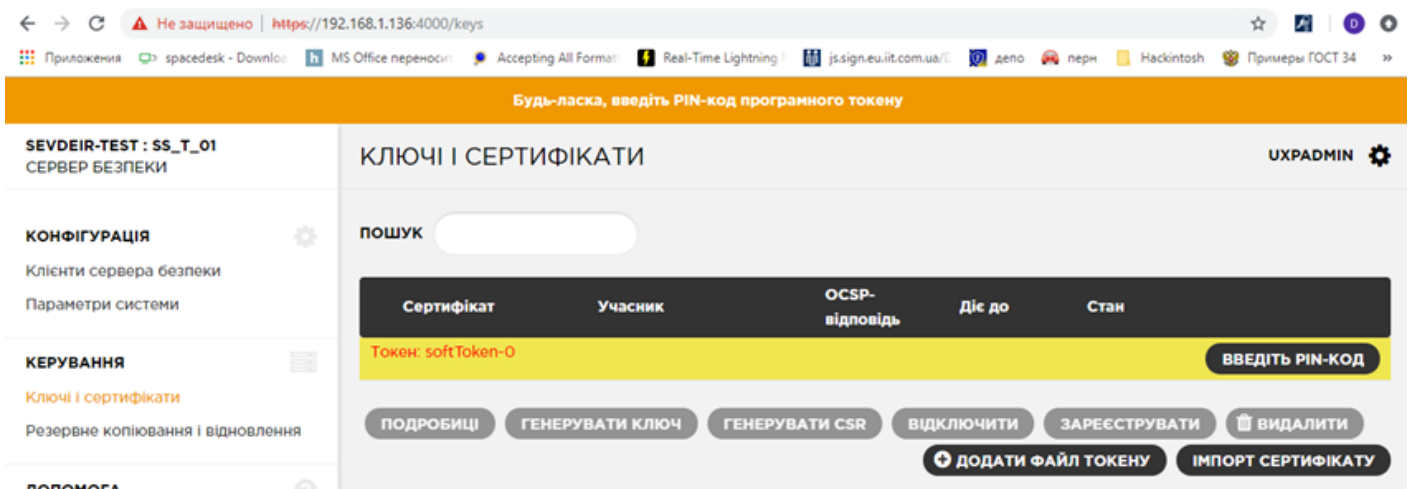 Не защищено | https://192.168.1.136:4000/keys
D
Приложения spacedesk - Downloa MS Office переносит Accepting All Format Real-Time Lightning js.sign.eu.iit.com.ua/ депо перн Hackintosh Примеры ГОСТ 34 »
Будь-ласка, введіть PIN-код програмного токену
SEVDEIR-TEST : SS_T_01
СЕРВЕР БЕЗПЕКИ
КЛЮЧІ І СЕРТИФІКАТИ
UXPADMIN
КОНФІГУРАЦІЯ
Клієнти сервера безпеки
Параметри системи
КЕРУВАННЯ
Ключі і сертифікати
Резервне копіювання і відновлення
ДОПОМОГА
ПОШУК
Сертифікат Учасник OCSP-відповідь Діє до Стан
Токен: softToken-0 ВВЕДІТЬ PIN-КОД
ПОДРОБИЦІ ГЕНЕРУВАТИ КЛЮЧ ГЕНЕРУВАТИ CSR ВІДКЛЮЧИТИ ЗАРЕЄСТРУВАТИ ВИДАЛИТИ
ДОДАТИ ФАЙЛ ТОКЕНУ ІМПОРТ СЕРТИФІКАТУ